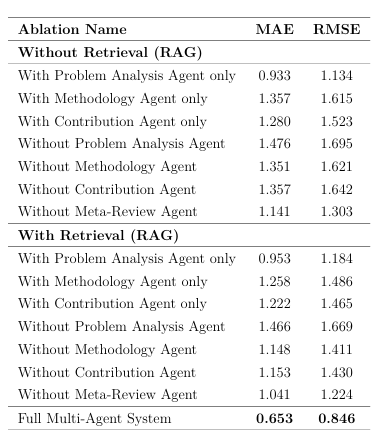 Ablation Name MAE RMSE
Without Retrieval (RAG)
With Problem Analysis Agent only 0.933 1.134
With Methodology Agent only 1.357 1.615
With Contribution Agent only 1.280 1.523
Without Problem Analysis Agent 1.476 1.695
Without Methodology Agent 1.351 1.621
Without Contribution Agent 1.357 1.642
Without Meta-Review Agent 1.141 1.303
With Retrieval (RAG)
With Problem Analysis Agent only 0.953 1.184
With Methodology Agent only 1.258 1.486
With Contribution Agent only 1.222 1.465
Without Problem Analysis Agent 1.466 1.669
Without Methodology Agent 1.148 1.411
Without Contribution Agent 1.153 1.430
Without Meta-Review Agent 1.041 1.224
Full Multi-Agent System 0.653 0.846